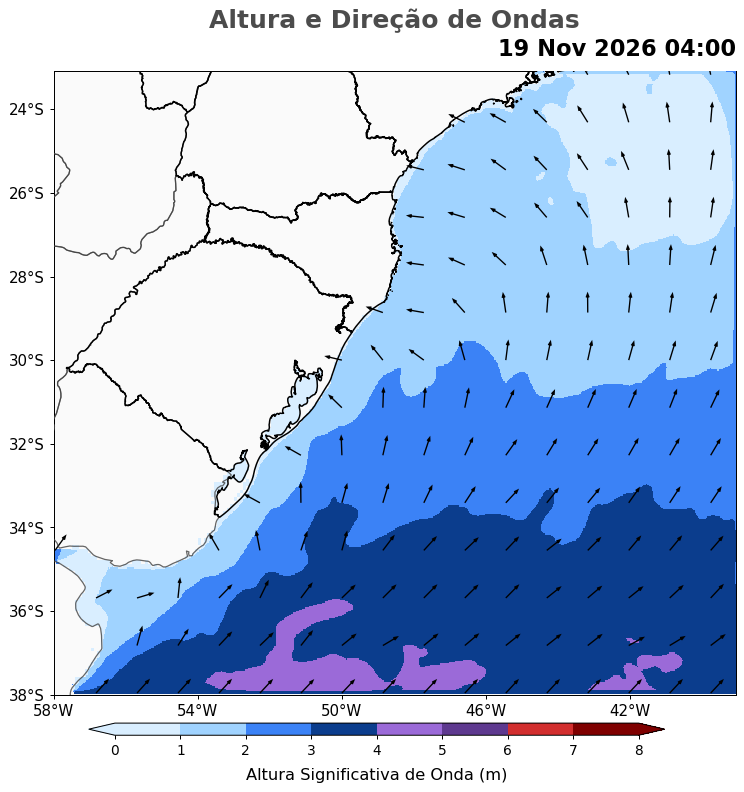 Altura e Direção de Ondas
19 Nov 2026 04:00
24°S
26°S
28°S
30°S
32°S
34°S
36°S
38°S
58°W 54°W 50°W 46°W 42°W
0 1 2 3 4 5 6 7 8
Altura Significativa de Onda (m)